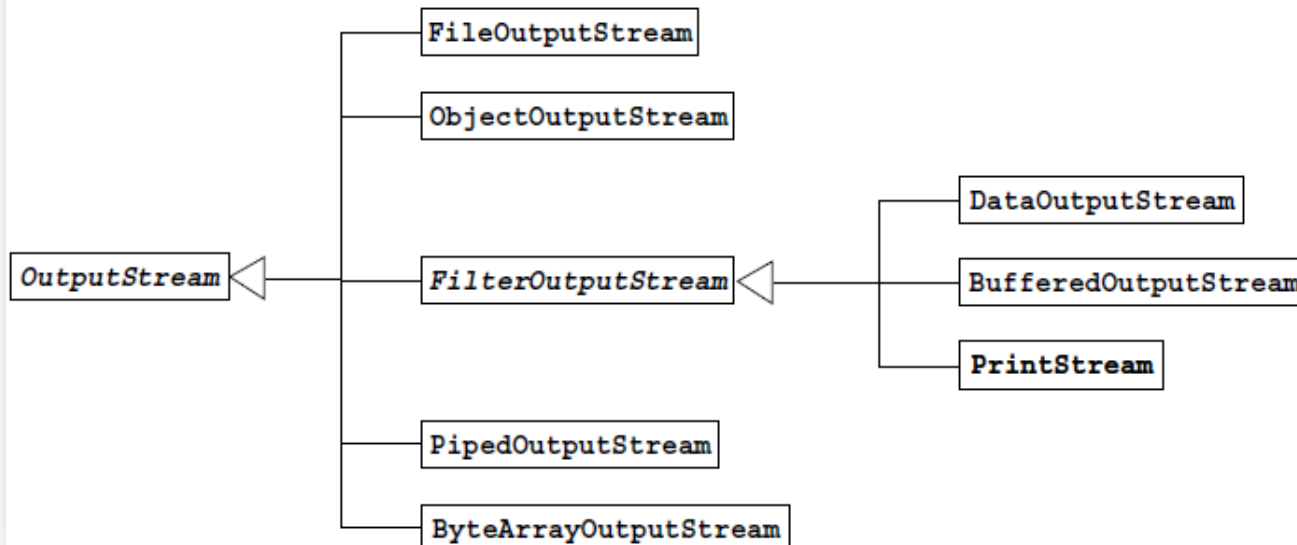 FileOutputStream
ObjectOutputStream
DataOutputStream
OutputStream
FilterOutputStream
BufferedOutputStream
PrintStream
PipedOutputStream
ByteArrayOutputStream